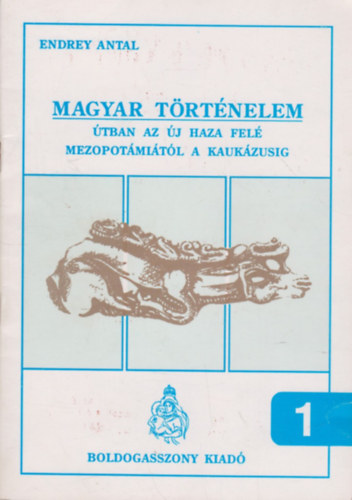 ENDREY ANTAL
MAGYAR TÖRTÉNELEM
ÚTBAN AZ ÚJ HAZA FELÉ
MEZOPOTÁMIÁTÓL A KAUKÁZUSIG
1
BOLDOGASSZONY KIADÓ